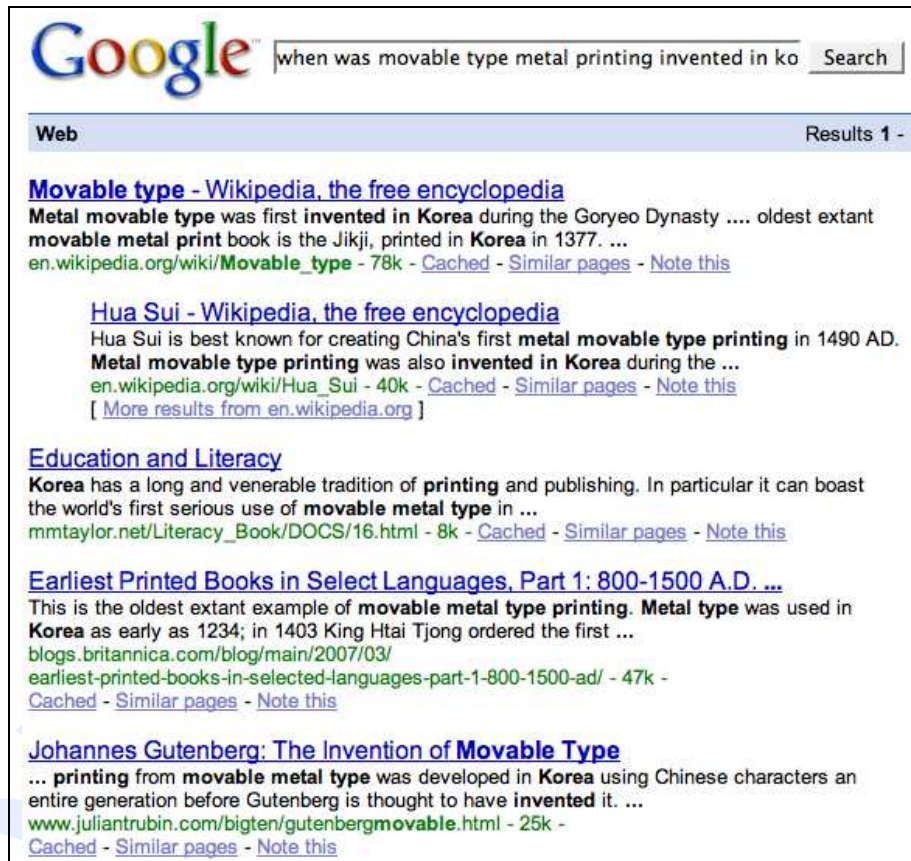 Google™ when was movable type metal printing invented in ko Search
Web Results 1 -
Movable type - Wikipedia, the free encyclopedia
Metal movable type was first invented in Korea during the Goryeo Dynasty .... oldest extant
movable metal print book is the Jikji, printed in Korea in 1377. ...
en.wikipedia.org/wiki/Movable_type - 78k - Cached - Similar pages - Note this
Hua Sui - Wikipedia, the free encyclopedia
Hua Sui is best known for creating China's first metal movable type printing in 1490 AD.
Metal movable type printing was also invented in Korea during the ...
en.wikipedia.org/wiki/Hua_Sui - 40k - Cached - Similar pages - Note this
[ More results from en.wikipedia.org ]
Education and Literacy
Korea has a long and venerable tradition of printing and publishing. In particular it can boast
the world's first serious use of movable metal type in ...
mmtaylor.net/Literacy_Book/DOCS/16.html - 8k - Cached - Similar pages - Note this
Earliest Printed Books in Select Languages, Part 1: 800-1500 A.D. ...
This is the oldest extant example of movable metal type printing. Metal type was used in
Korea as early as 1234; in 1403 King Htai Tjong ordered the first ...
blogs.britannica.com/blog/main/2007/03/
earliest-printed-books-in-selected-languages-part-1-800-1500-ad/ - 47k -
Cached - Similar pages - Note this
Johannes Gutenberg: The Invention of Movable Type
... printing from movable metal type was developed in Korea using Chinese characters an
entire generation before Gutenberg is thought to have invented it. ...
www.juliantrubin.com/bigten/gutenbergmovable.html - 25k -
Cached - Similar pages - Note this